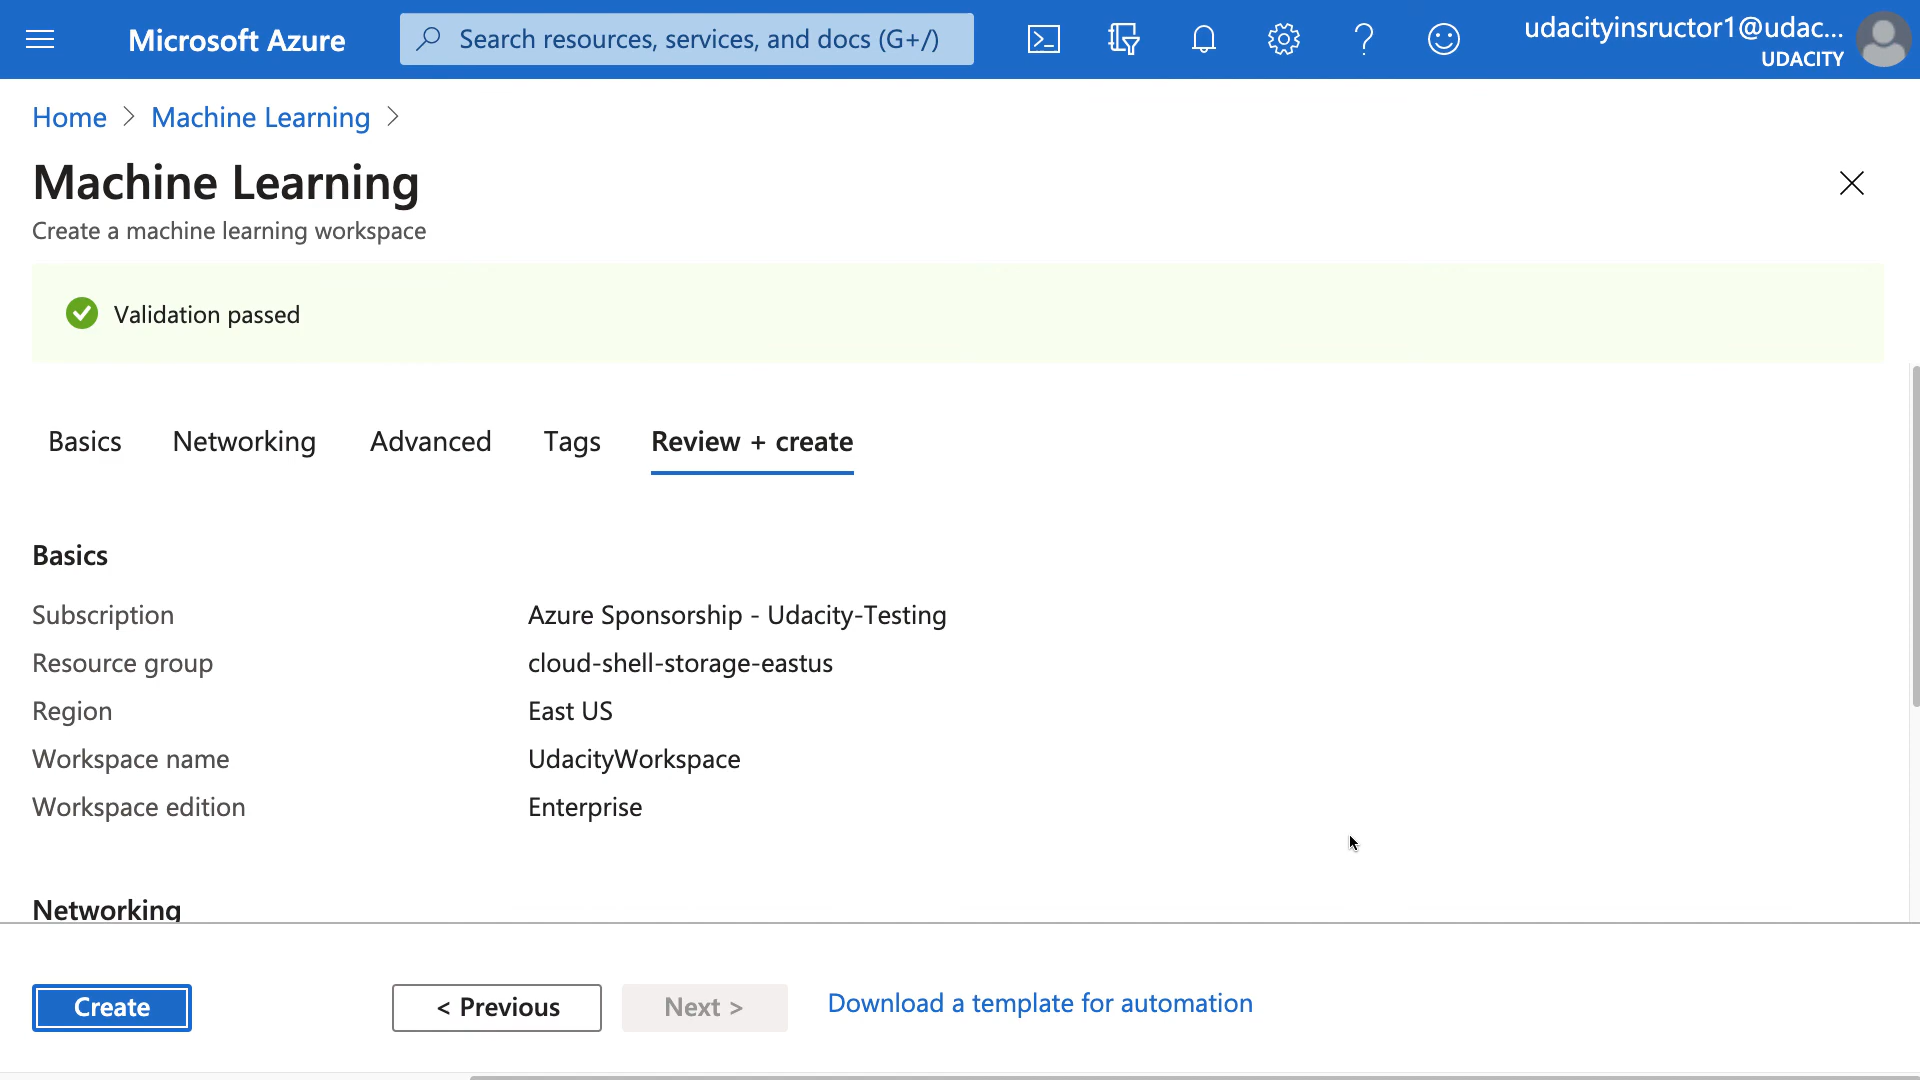 Microsoft Azure
Search resources, services, and docs (G+/)
udacityinsructor1@udac...
UDACITY
Home > Machine Learning >
Machine Learning
Create a machine learning workspace
Validation passed
Basics Networking Advanced Tags Review + create
Basics
Subscription Azure Sponsorship - Udacity-Testing
Resource group cloud-shell-storage-eastus
Region East US
Workspace name UdacityWorkspace
Workspace edition Enterprise
Networking
Create < Previous Next > Download a template for automation